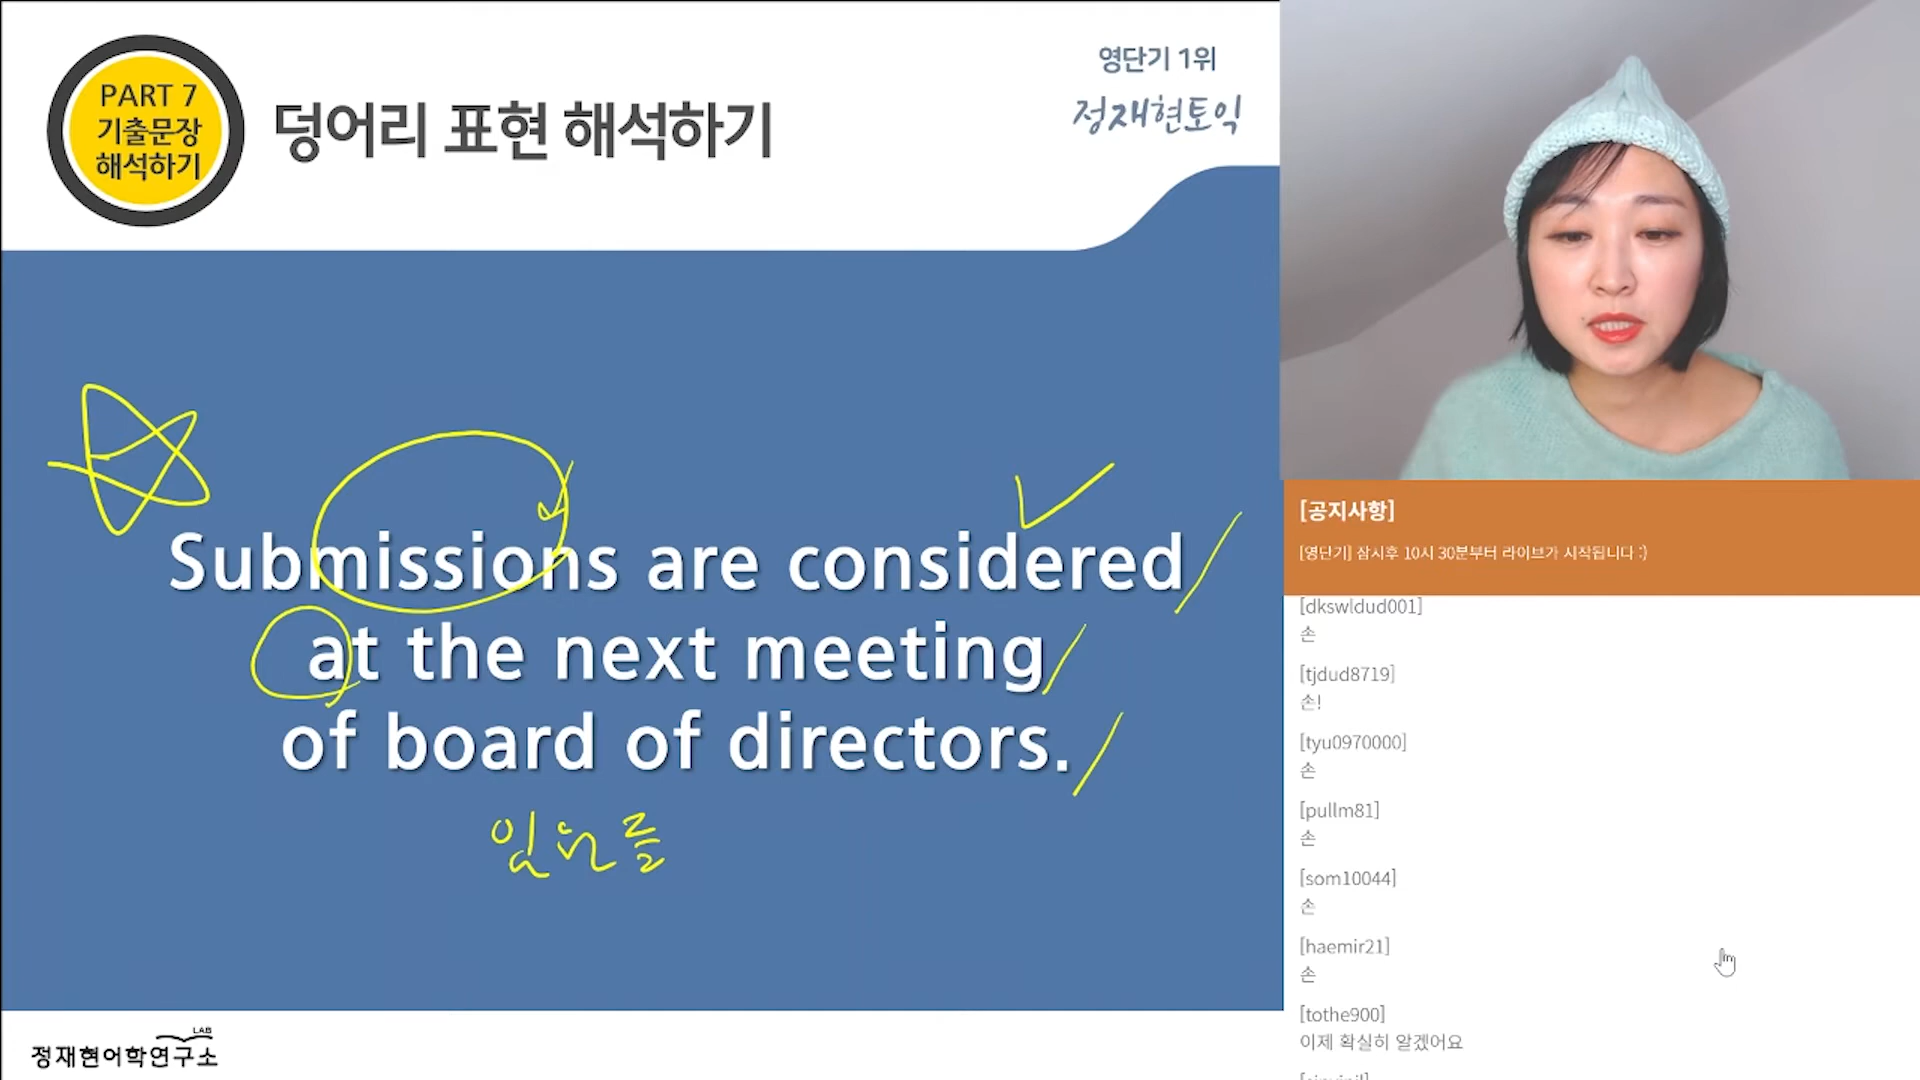 PART 7
기출문장
해석하기
덩어리 표현 해석하기
영단기 1위
정재현토익
Submissions are considered
at the next meeting
of board of directors.
LAB
정재현어학연구소
[공지사항]
[영단기] 잠시후 10시 30분부터 라이브가 시작됩니다 :)
[dkswldud001]
손
[tjdud8719]
손!
[tyu0970000]
손
[pullm81]
손
[som10044]
손
[haemir21]
손
[tothe900]
이제 확실히 알겠어요